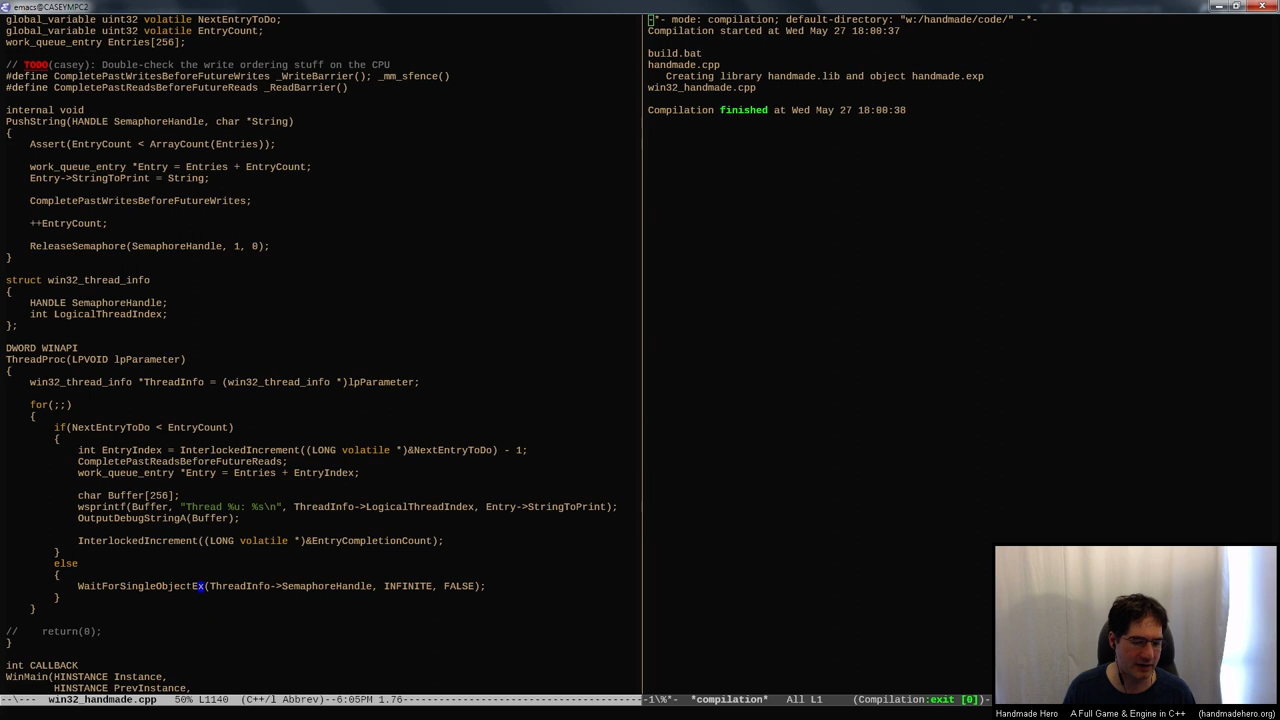 emacs@CASEYMPC2
global_variable uint32 volatile NextEntryToDo;
global_variable uint32 volatile EntryCount;
work_queue_entry Entries[256];
// TODO(casey): Double-check the write ordering stuff on the CPU
#define CompletePastWritesBeforeFutureWrites _WriteBarrier(); _mm_sfence()
#define CompletePastReadsBeforeFutureReads _ReadBarrier()
internal void
PushString(HANDLE SemaphoreHandle, char *String)
{
    Assert(EntryCount < ArrayCount(Entries));
    work_queue_entry *Entry = Entries + EntryCount;
    Entry->StringToPrint = String;
    CompletePastWritesBeforeFutureWrites;
    ++EntryCount;
    ReleaseSemaphore(SemaphoreHandle, 1, 0);
}
struct win32_thread_info
{
    HANDLE SemaphoreHandle;
    int LogicalThreadIndex;
};
DWORD WINAPI
ThreadProc(LPVOID lpParameter)
{
    win32_thread_info *ThreadInfo = (win32_thread_info *)lpParameter;
    for(;;)
    {
        if(NextEntryToDo < EntryCount)
        {
            int EntryIndex = InterlockedIncrement((LONG volatile *)&NextEntryToDo) - 1;
            CompletePastReadsBeforeFutureReads;
            work_queue_entry *Entry = Entries + EntryIndex;
            char Buffer[256];
            wsprintf(Buffer, "Thread %u: %s\n", ThreadInfo->LogicalThreadIndex, Entry->StringToPrint);
            OutputDebugStringA(Buffer);
            InterlockedIncrement((LONG volatile *)&EntryCompletionCount);
        }
        else
        {
            WaitForSingleObjectEx(ThreadInfo->SemaphoreHandle, INFINITE, FALSE);
        }
    }
//    return(0);
}
int CALLBACK
WinMain(HINSTANCE Instance,
        HINSTANCE PrevInstance,
--\---  win32_handmade.cpp   50% L1140  (C++/l Abbrev)--6:05PM 1.76
-*- mode: compilation; default-directory: "w:/handmade/code/" -*-
Compilation started at Wed May 27 18:00:37
build.bat
handmade.cpp
   Creating library handmade.lib and object handmade.exp
win32_handmade.cpp
Compilation finished at Wed May 27 18:00:38
-1\%*-  *compilation*   All L1     (Compilation:exit [0])-
Handmade Hero    A Full Game & Engine in C++    (handmadehero.org)